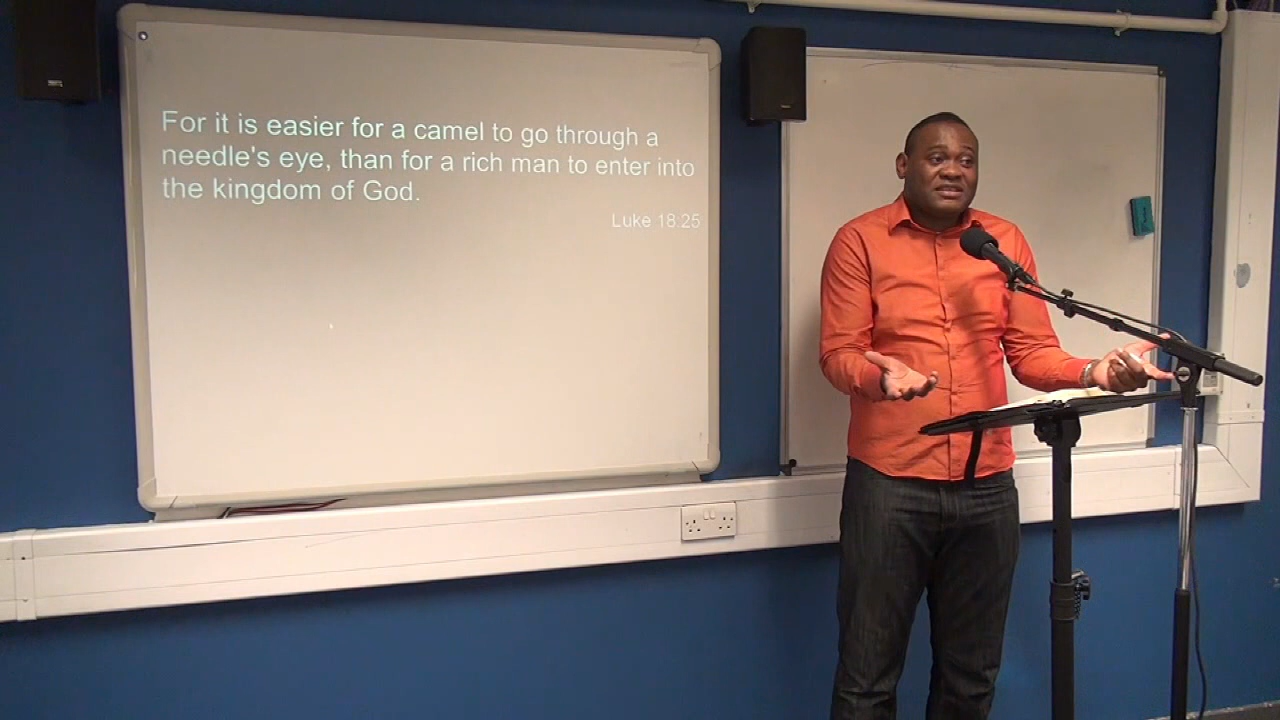 For it is easier for a camel to go through a
needle's eye, than for a rich man to enter into
the kingdom of God.
Luke 18:25